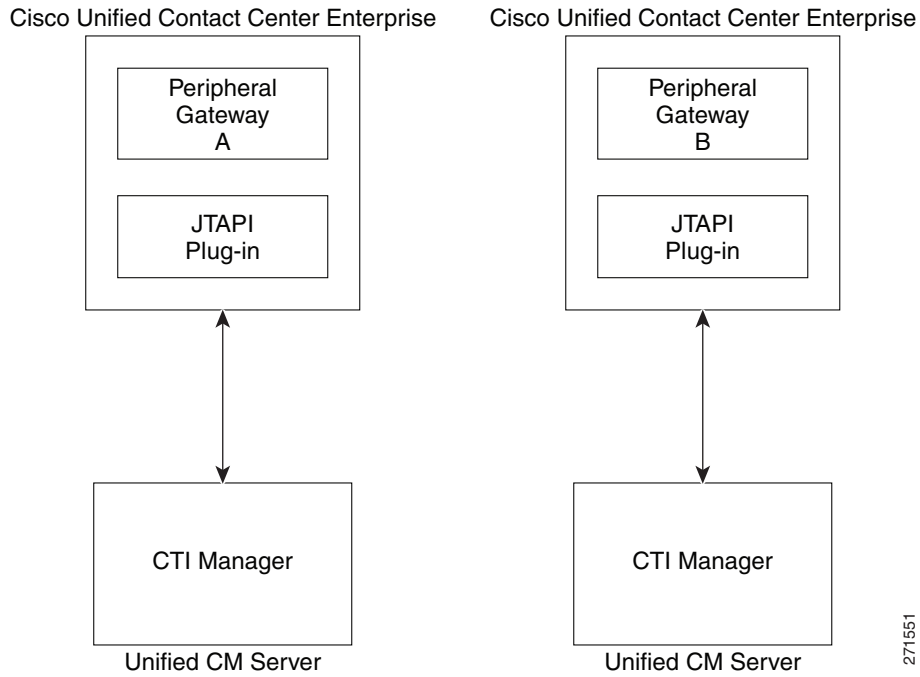 Cisco Unified Contact Center Enterprise
Peripheral
Gateway
A
JTAPI
Plug-in
CTI Manager
Unified CM Server
Cisco Unified Contact Center Enterprise
Peripheral
Gateway
B
JTAPI
Plug-in
CTI Manager
Unified CM Server
271551